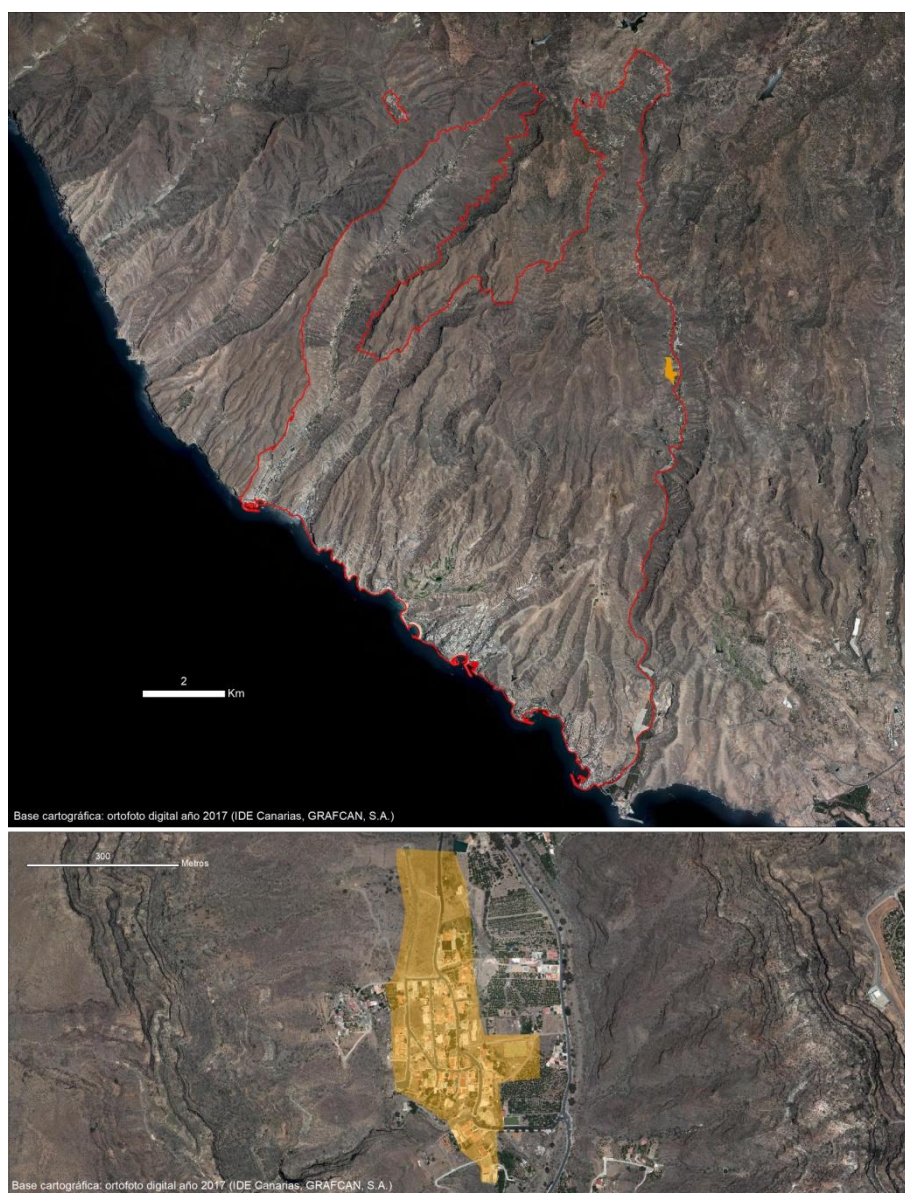 2
Km
Base cartográfica: ortofoto digital año 2017 (IDE Canarias, GRAFCAN, S.A.)
300
Metros
Base cartográfica: ortofoto digital año 2017 (IDE Canarias, GRAFCAN, S.A.)